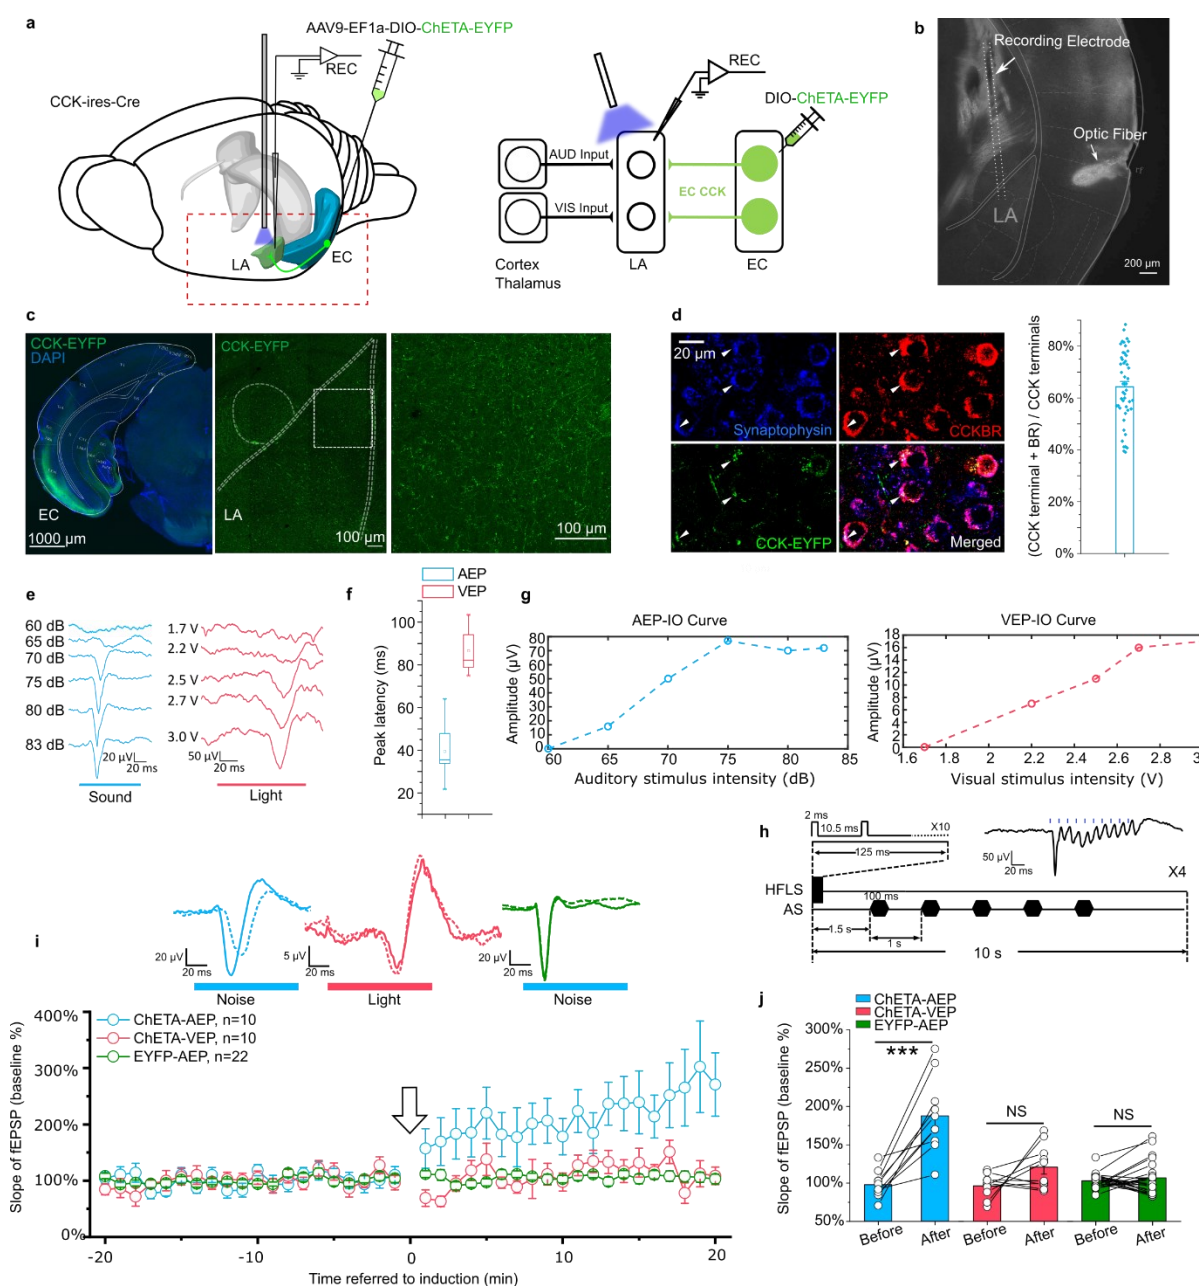 a
AAV9-EF1a-DIO-ChETA-EYFP
REC
CCK-ires-Cre
LA
EC
REC
DIO-ChETA-EYFP
AUD Input
EC CCK
VIS Input
Cortex
Thalamus
LA
EC
b
Recording Electrode
Optic Fiber
LA
200 µm
c
CCK-EYFP
DAPI
EC
1000 µm
CCK-EYFP
LA
100 µm
100 µm
d
20 µm
Synaptophysin
CCKBR
CCK-EYFP
Merged
(CCK terminal + BR) / CCK terminals
80%
60%
40%
20%
0%
e
60 dB
65 dB
70 dB
75 dB
80 dB
83 dB
20 µV
20 ms
Sound
1.7 V
2.2 V
2.5 V
2.7 V
3.0 V
50 µV
20 ms
Light
f
AEP
VEP
Peak latency (ms)
100
80
60
40
20
g
AEP-IO Curve
Amplitude (µV)
80
70
60
50
40
30
20
10
0
60 65 70 75 80 85
Auditory stimulus intensity (dB)
VEP-IO Curve
Amplitude (µV)
18
16
14
12
10
8
6
4
2
0
1.6 1.8 2 2.2 2.4 2.6 2.8 3
Visual stimulus intensity (V)
h
2 ms
10.5 ms
X10
125 ms
50 µV
20 ms
X4
HFLS
100 ms
AS
1.5 s
1 s
10 s
i
20 µV
20 ms
Noise
5 µV
20 ms
Light
20 µV
20 ms
Noise
Slope of fEPSP (baseline %)
400%
300%
200%
100%
0%
ChETA-AEP, n=10
ChETA-VEP, n=10
EYFP-AEP, n=22
-20 -10 0 10 20
Time referred to induction (min)
j
ChETA-AEP
ChETA-VEP
EYFP-AEP
Slope of fEPSP (baseline %)
300%
250%
200%
150%
100%
50%
***
NS
NS
Before After Before After Before After